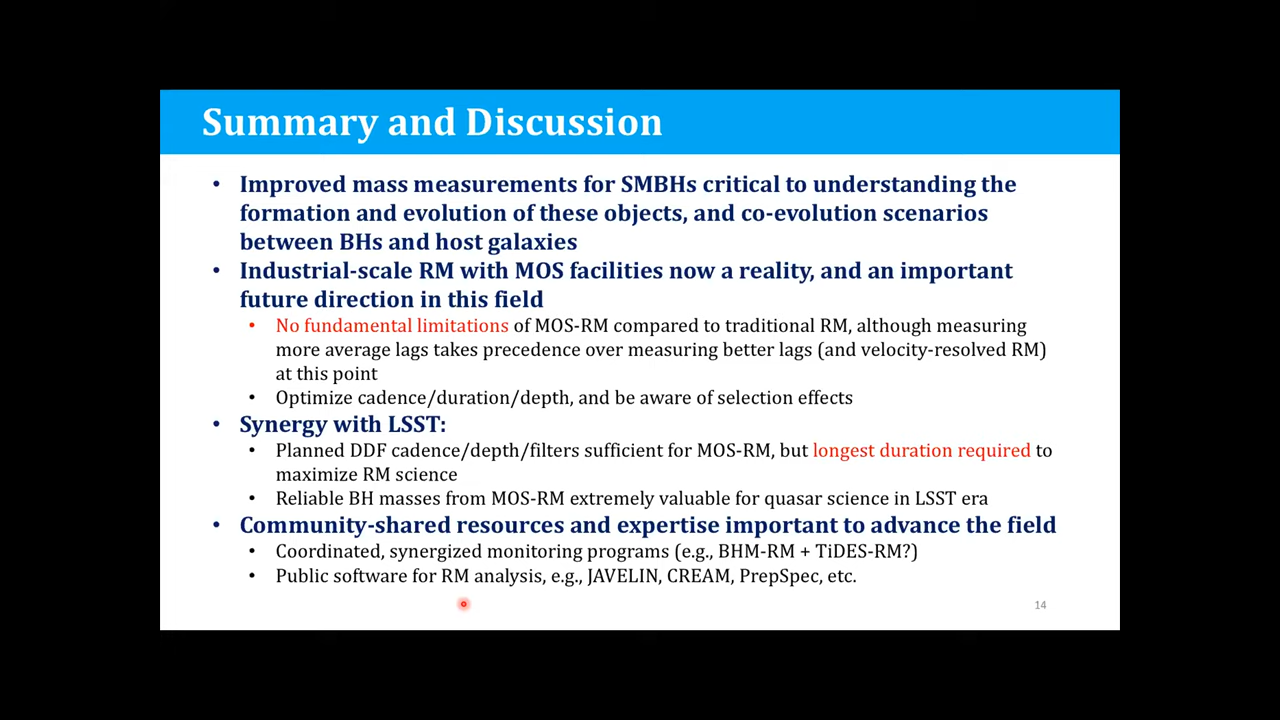 Summary and Discussion
• Improved mass measurements for SMBHs critical to understanding the
formation and evolution of these objects, and co-evolution scenarios
between BHs and host galaxies
• Industrial-scale RM with MOS facilities now a reality, and an important
future direction in this field
• No fundamental limitations of MOS-RM compared to traditional RM, although measuring
more average lags takes precedence over measuring better lags (and velocity-resolved RM)
at this point
• Optimize cadence/duration/depth, and be aware of selection effects
• Synergy with LSST:
• Planned DDF cadence/depth/filters sufficient for MOS-RM, but longest duration required to
maximize RM science
• Reliable BH masses from MOS-RM extremely valuable for quasar science in LSST era
• Community-shared resources and expertise important to advance the field
• Coordinated, synergized monitoring programs (e.g., BHM-RM + TiDES-RM?)
• Public software for RM analysis, e.g., JAVELIN, CREAM, PrepSpec, etc.
14